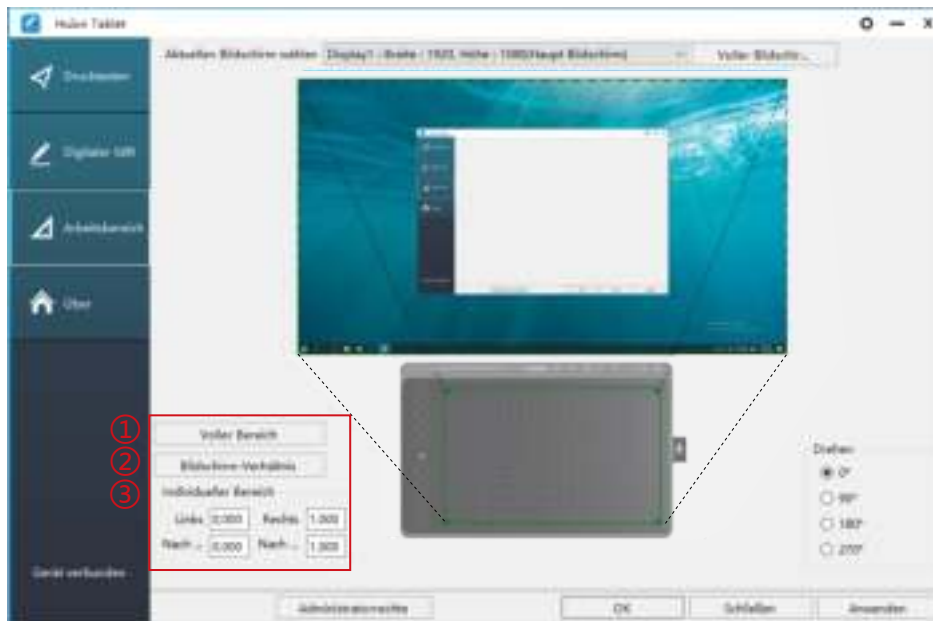 Huion Tablet
Aktuellen Bildschirm wählen Display1 : Breite : 1920, Höhe : 1080(Haupt Bildschirm) Voller Bildschir...
Drucktasten
Digitaler Stift
Arbeitsbereich
Über
① Voller Bereich
② Bildschirm-Verhältnis
③ Individueller Bereich
Links 0.000 Rechts 1.000
Nach ... 0.000 Nach ... 1.000
Drehen
0°
90°
180°
270°
Gerät verbunden
Administratorrechte OK Schließen Anwenden